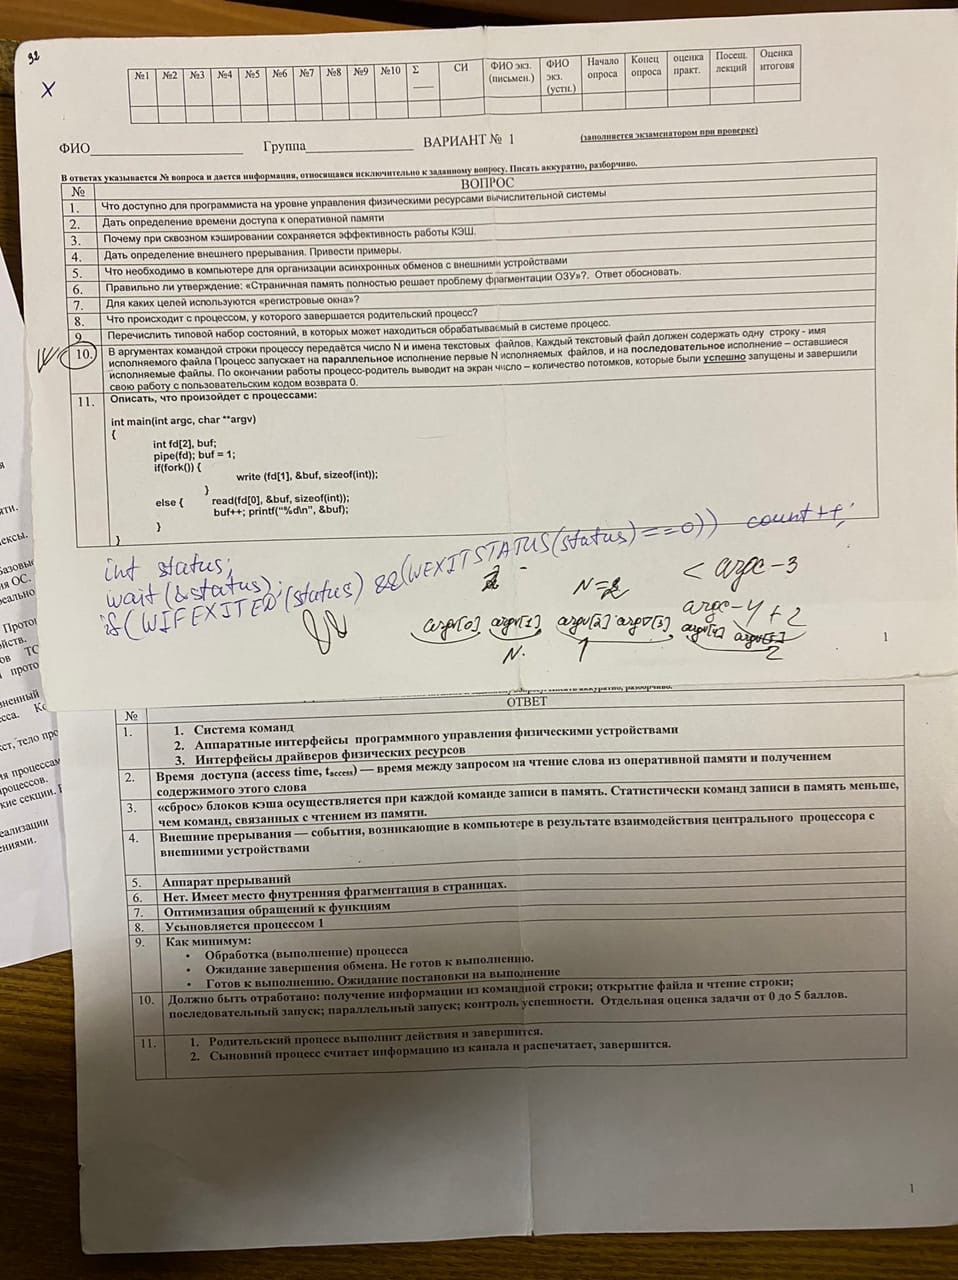 92
X
№1 №2 №3 №4 №5 №6 №7 №8 №9 №10 Σ СИ ФИО экз. (письмен.) ФИО экз. (устн.) Начало опроса Конец опроса оценка практ. Посещ. лекций Оценка итогова
ФИО Группа ВАРИАНТ № 1 (заполняется экзаменатором при проверке)
В ответах указывается № вопроса и дается информация, относящаяся исключительно к заданному вопросу. Писать аккуратно, разборчиво.
№ ВОПРОС
1. Что доступно для программиста на уровне управления физическими ресурсами вычислительной системы
2. Дать определение времени доступа к оперативной памяти
3. Почему при сквозном кэшировании сохраняется эффективность работы КЭШ.
4. Дать определение внешнего прерывания. Привести примеры.
5. Что необходимо в компьютере для организации асинхронных обменов с внешними устройствами
6. Правильно ли утверждение: «Страничная память полностью решает проблему фрагментации ОЗУ»?. Ответ обосновать.
7. Для каких целей используются «регистровые окна»?
8. Что происходит с процессом, у которого завершается родительский процесс?
9. Перечислить типовой набор состояний, в которых может находиться обрабатываемый в системе процесс.
10. В аргументах командой строки процессу передаётся число N и имена текстовых файлов. Каждый текстовый файл должен содержать одну строку - имя
исполняемого файла Процесс запускает на параллельное исполнение первые N исполняемых файлов, и на последовательное исполнение – оставшиеся
исполняемые файлы. По окончании работы процесс-родитель выводит на экран число – количество потомков, которые были успешно запущены и завершили
свою работу с пользовательским кодом возврата 0.
11. Описать, что произойдет с процессами:
int main(int argc, char **argv)
{
int fd[2], buf;
pipe(fd); buf = 1;
if(fork()) {
write (fd[1], &buf, sizeof(int));
}
else { read(fd[0], &buf, sizeof(int));
buf++; printf("%d\n", &buf);
}
}
int status;
wait(&status);
if(WIFEXITED(status) && (WEXITSTATUS(status)==0)) count++;
< argc-3
N=
argc-4+2
argv[0] argv[1] argv[2] argv[3] argv[4] argv[5]
N. 1 2
1
ОТВЕТ
№
1. 1. Система команд
2. Аппаратные интерфейсы программного управления физическими устройствами
3. Интерфейсы драйверов физических ресурсов
2. Время доступа (access time, taccess) — время между запросом на чтение слова из оперативной памяти и получением
содержимого этого слова
3. «сброс» блоков кэша осуществляется при каждой команде записи в память. Статистически команд записи в память меньше,
чем команд, связанных с чтением из памяти.
4. Внешние прерывания — события, возникающие в компьютере в результате взаимодействия центрального процессора с
внешними устройствами
5. Аппарат прерываний
6. Нет. Имеет место фнутренняя фрагментация в страницах.
7. Оптимизация обращений к функциям
8. Усыновляется процессом 1
9. Как минимум:
• Обработка (выполнение) процесса
• Ожидание завершения обмена. Не готов к выполнению.
• Готов к выполнению. Ожидание постановки на выполнение
10. Должно быть отработано: получение информации из командной строки; открытие файла и чтение строки;
последовательный запуск; параллельный запуск; контроль успешности. Отдельная оценка задачи от 0 до 5 баллов.
11. 1. Родительский процесс выполнит действия и завершится.
2. Сыновний процесс считает информацию из канала и распечатает, завершится.
1